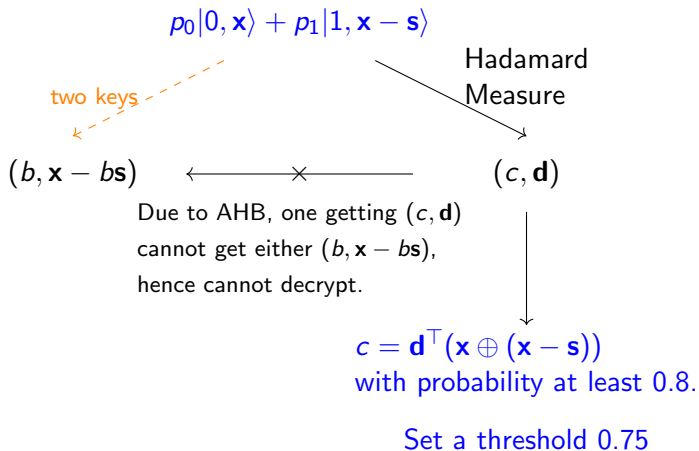 p₀|0, x⟩ + p₁|1, x − s⟩
Hadamard
Measure
two keys
(b, x − bs)
(c, d)
Due to AHB, one getting (c, d)
cannot get either (b, x − bs),
hence cannot decrypt.
c = d⊤(x ⊕ (x − s))
with probability at least 0.8.
Set a threshold 0.75